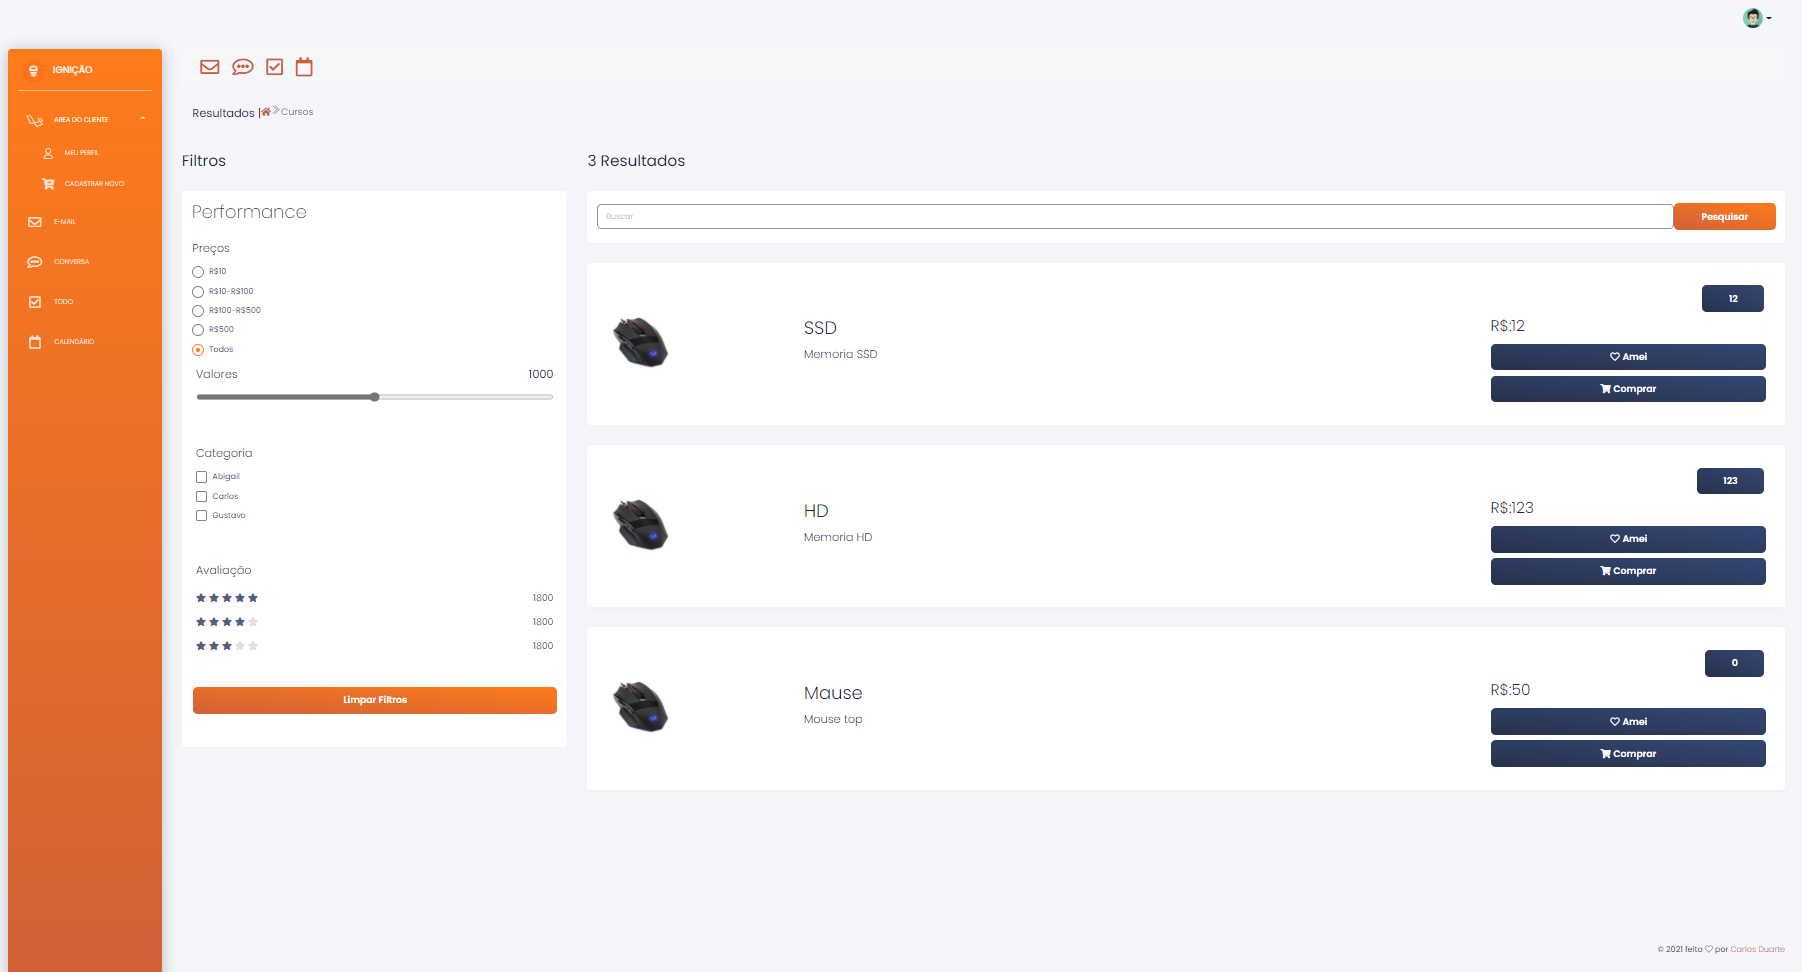 IGNIÇÃO
AREA DO CLIENTE
MEU PERFIL
CADASTRAR NOVO
E-MAIL
CONVERSA
TODO
CALENDÁRIO
Resultados | Cursos
Filtros
Performance
Preços
R$10
R$10-R$100
R$100-R$500
R$500
Todos
Valores 1000
Categoria
Abigail
Carlos
Gustavo
Avaliação
1800
1800
1800
Limpar Filtros
3 Resultados
Buscar Pesquisar
12
SSD
Memoria SSD
R$:12
Amei
Comprar
123
HD
Memoria HD
R$:123
Amei
Comprar
0
Mause
Mouse top
R$:50
Amei
Comprar
© 2021 feito ♡ por Carlos Duarte